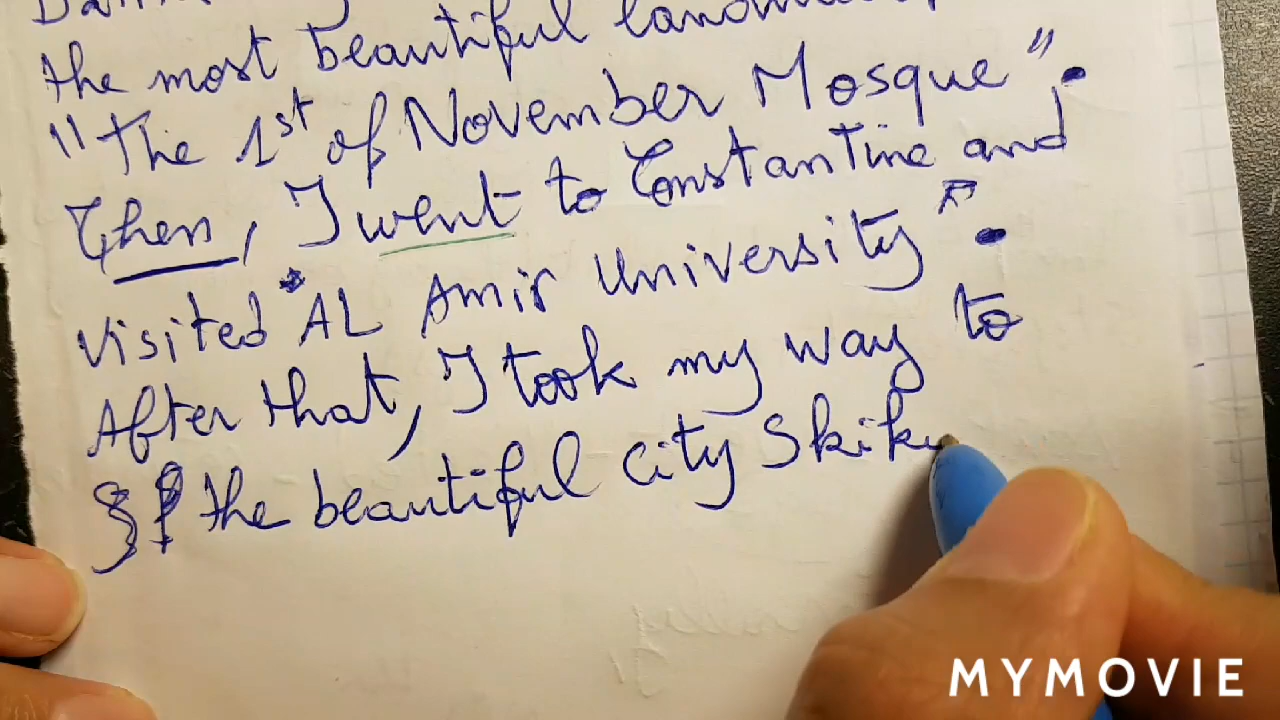 the most beautiful
"The 1st of November Mosque".
Then, I went to Constantine and
visited "AL Amir University".
After that, I took my way to
the beautiful city Skik
MYMOVIE